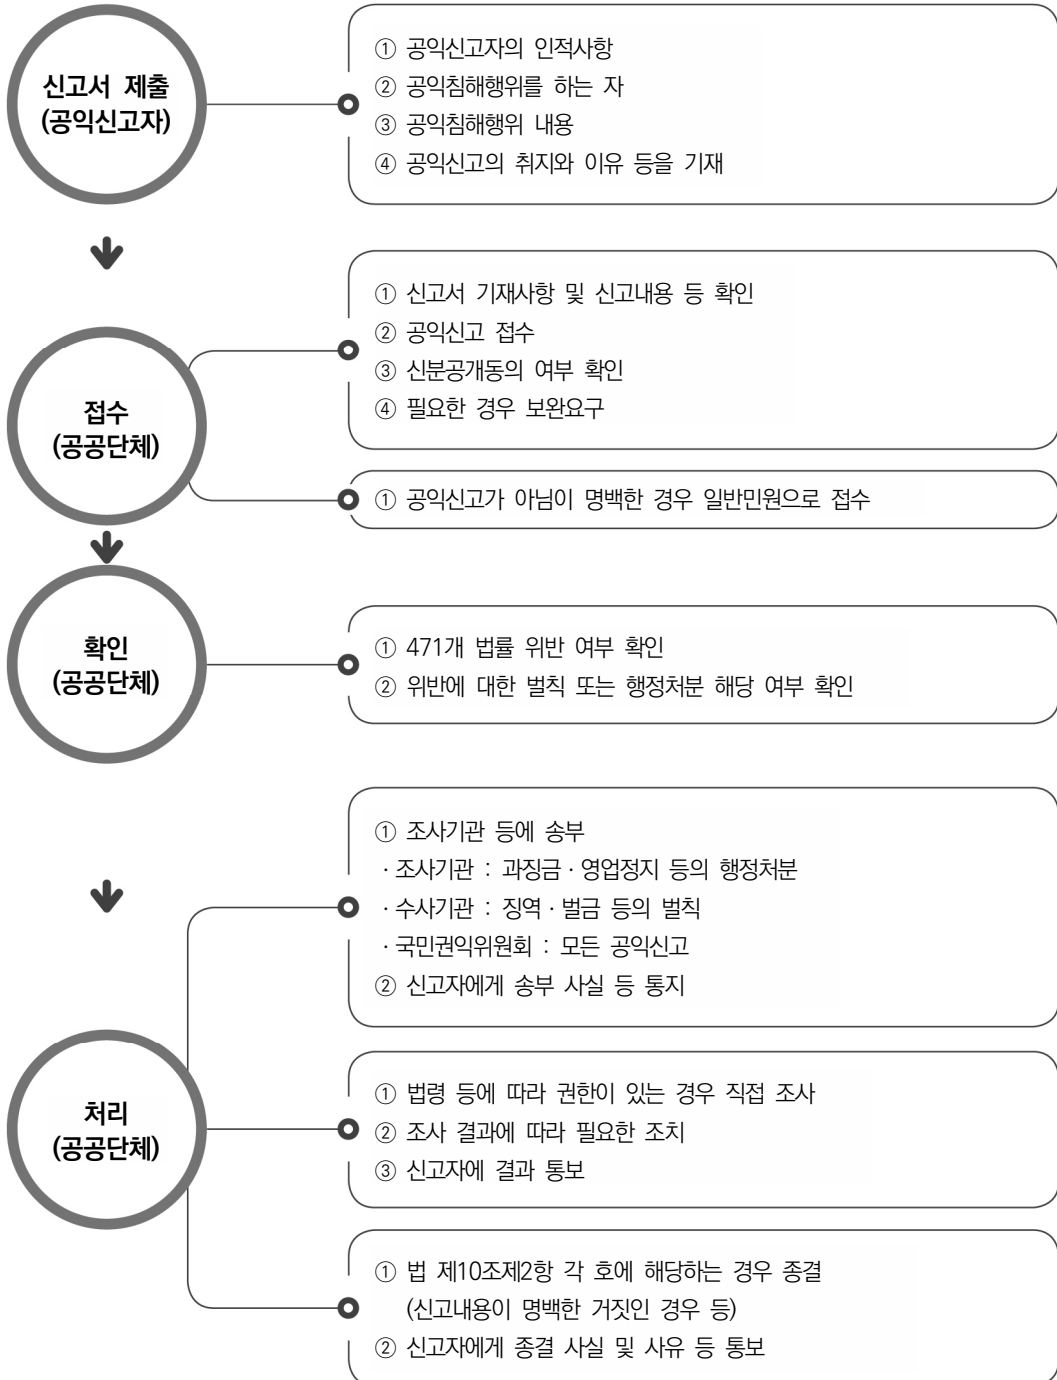 신고서 제출
(공익신고자)
① 공익신고자의 인적사항
② 공익침해행위를 하는 자
③ 공익침해행위 내용
④ 공익신고의 취지와 이유 등을 기재
접수
(공공단체)
① 신고서 기재사항 및 신고내용 등 확인
② 공익신고 접수
③ 신분공개동의 여부 확인
④ 필요한 경우 보완요구
① 공익신고가 아님이 명백한 경우 일반민원으로 접수
확인
(공공단체)
① 471개 법률 위반 여부 확인
② 위반에 대한 벌칙 또는 행정처분 해당 여부 확인
처리
(공공단체)
① 조사기관 등에 송부
· 조사기관 : 과징금 · 영업정지 등의 행정처분
· 수사기관 : 징역 · 벌금 등의 벌칙
· 국민권익위원회 : 모든 공익신고
② 신고자에게 송부 사실 등 통지
① 법령 등에 따라 권한이 있는 경우 직접 조사
② 조사 결과에 따라 필요한 조치
③ 신고자에 결과 통보
① 법 제10조제2항 각 호에 해당하는 경우 종결
(신고내용이 명백한 거짓인 경우 등)
② 신고자에게 종결 사실 및 사유 등 통보